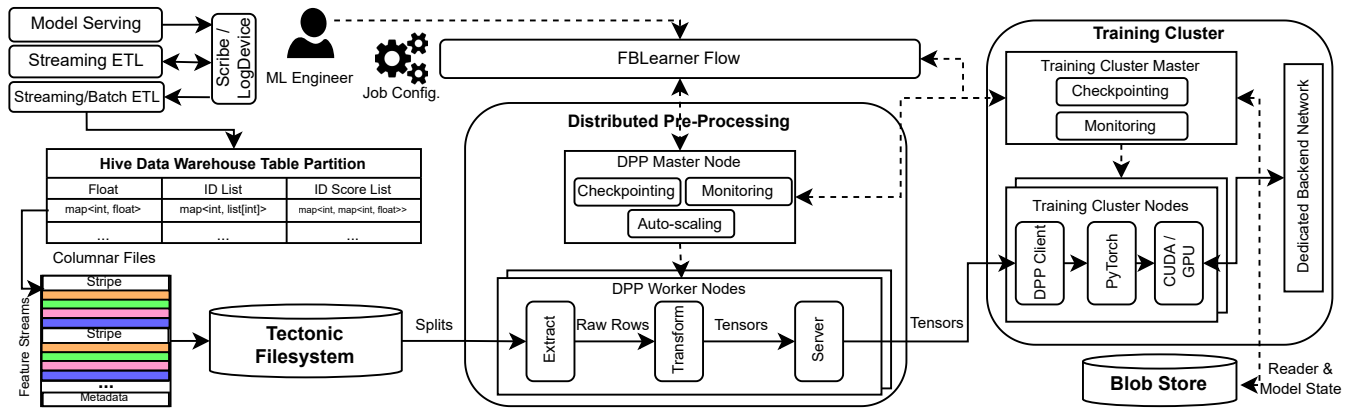 Model Serving
Streaming ETL
Streaming/Batch ETL
Scribe /
LogDevice
ML Engineer
Job Config.
FBLearner Flow
Hive Data Warehouse Table Partition
Float
ID List
ID Score List
map<int, float>
map<int, list[int]>
map<int, map<int, float>>
...
...
...
Columnar Files
Feature Streams
Stripe
Stripe
...
Metadata
Tectonic
Filesystem
Splits
Distributed Pre-Processing
DPP Master Node
Checkpointing
Monitoring
Auto-scaling
DPP Worker Nodes
Extract
Raw Rows
Transform
Tensors
Server
Tensors
Training Cluster
Training Cluster Master
Checkpointing
Monitoring
Training Cluster Nodes
DPP Client
PyTorch
CUDA /
GPU
Dedicated Backend Network
Blob Store
Reader &
Model State